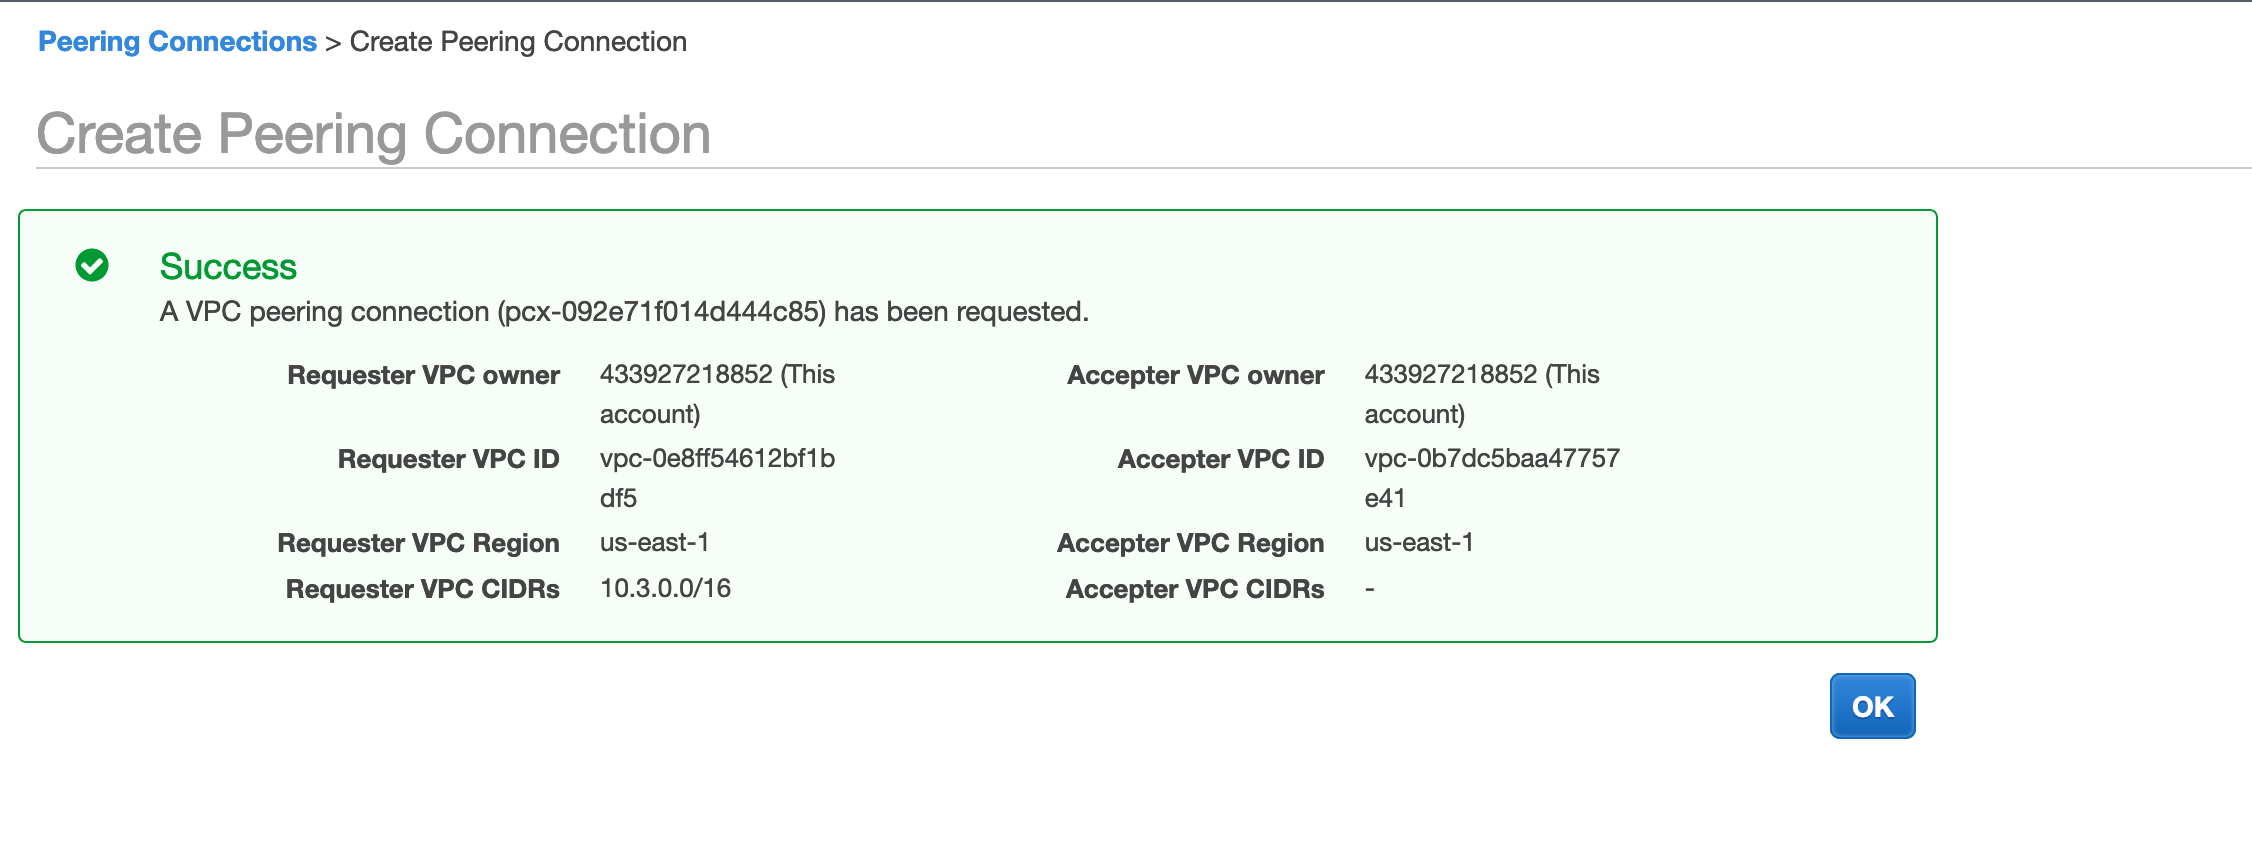 Peering Connections > Create Peering Connection
Create Peering Connection
Success
A VPC peering connection (pcx-092e71f014d444c85) has been requested.
Requester VPC owner 433927218852 (This account)
Accepter VPC owner 433927218852 (This account)
Requester VPC ID vpc-0e8ff54612bf1bdf5
Accepter VPC ID vpc-0b7dc5baa47757e41
Requester VPC Region us-east-1
Accepter VPC Region us-east-1
Requester VPC CIDRs 10.3.0.0/16
Accepter VPC CIDRs -
OK